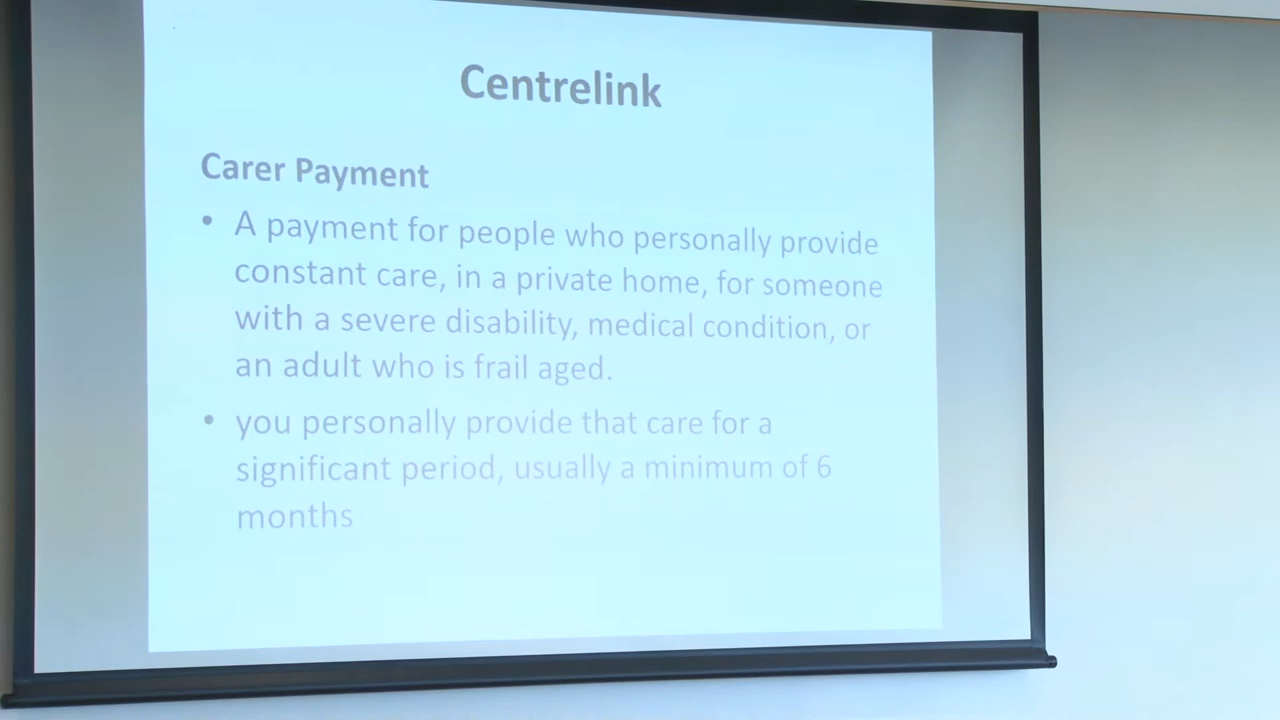 Centrelink
Carer Payment
• A payment for people who personally provide
constant care, in a private home, for someone
with a severe disability, medical condition, or
an adult who is frail aged.
• you personally provide that care for a
significant period, usually a minimum of 6
months